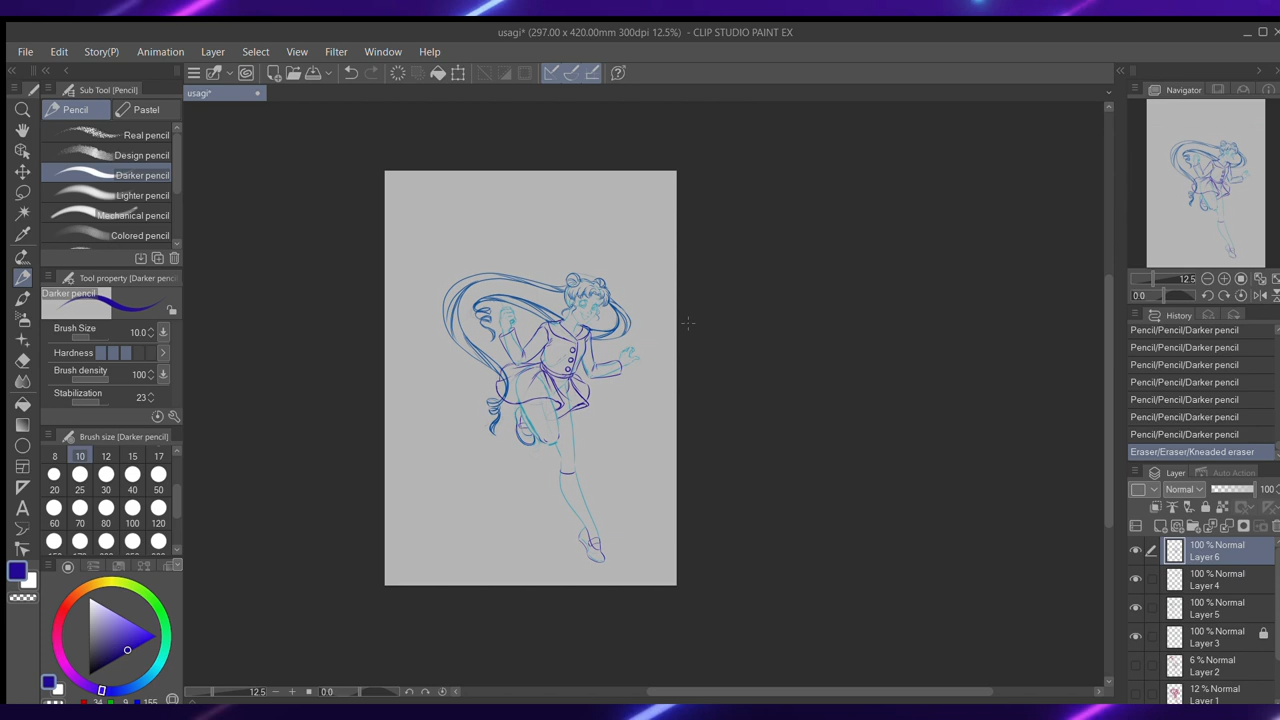 usagi* (297.00 x 420.00mm 300dpi 12.5%) - CLIP STUDIO PAINT EX
File Edit Story(P) Animation Layer Select View Filter Window Help
Sub Tool [Pencil]
usagi*
Navigator
Pencil Pastel
Real pencil
Design pencil
Darker pencil
Lighter pencil
Mechanical pencil
Colored pencil
Tool property [Darker penci
Darker pencil
Brush Size 10.0
Hardness
Brush density 100
Stabilization 23
Brush size [Darker pencil]
8 10 12 15 17
20 25 30 40 50
60 70 80 100 120
12.5
0.0
History
Pencil/Pencil/Darker pencil
Pencil/Pencil/Darker pencil
Pencil/Pencil/Darker pencil
Pencil/Pencil/Darker pencil
Pencil/Pencil/Darker pencil
Pencil/Pencil/Darker pencil
Pencil/Pencil/Darker pencil
Eraser/Eraser/Kneaded eraser
Layer Auto Action
Normal 100
100 % Normal
Layer 6
100 % Normal
Layer 4
100 % Normal
Layer 5
100 % Normal
Layer 3
6 % Normal
Layer 2
12 % Normal
Layer 1
12.5 0.0
34 9 155